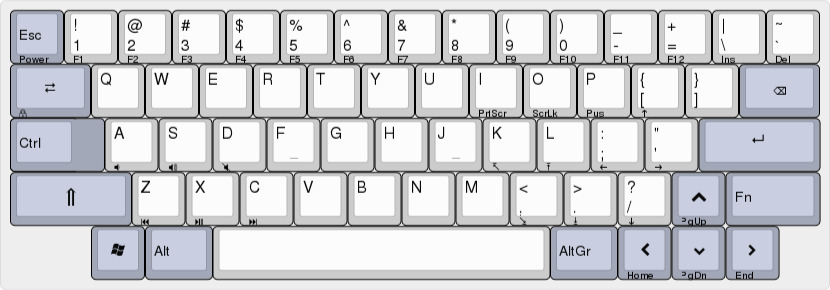 Esc ! @ # $ % ^ & * ( ) _ + | ~
1 2 3 4 5 6 7 8 9 0 - = \ `
Power F1 F2 F3 F4 F5 F6 F7 F8 F9 F10 F11 F12 Ins Del
⇄ Q W E R T Y U I O P { } ⌫
[ ]
PrtScr ScrLk Pus ↑
Ctrl A S D F G H J K L : " ↵
_ _ ; '
↖ ↑ ← →
⇑ Z X C V B N M < > ? Fn
, . /
⏮ ⏯ ⏭ ↘ ↓ ↓ PgUp
Alt AltGr
Home PgDn End